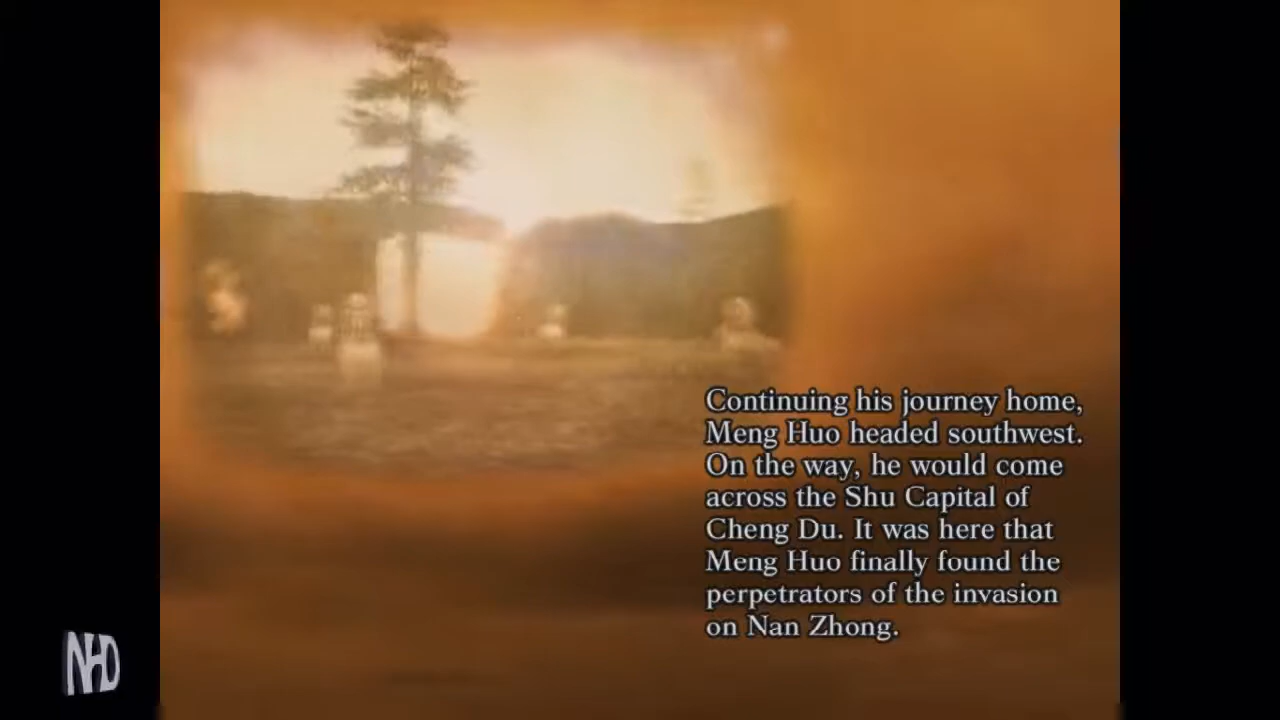 Continuing his journey home,
Meng Huo headed southwest.
On the way, he would come
across the Shu Capital of
Cheng Du. It was here that
Meng Huo finally found the
perpetrators of the invasion
on Nan Zhong.
NHD